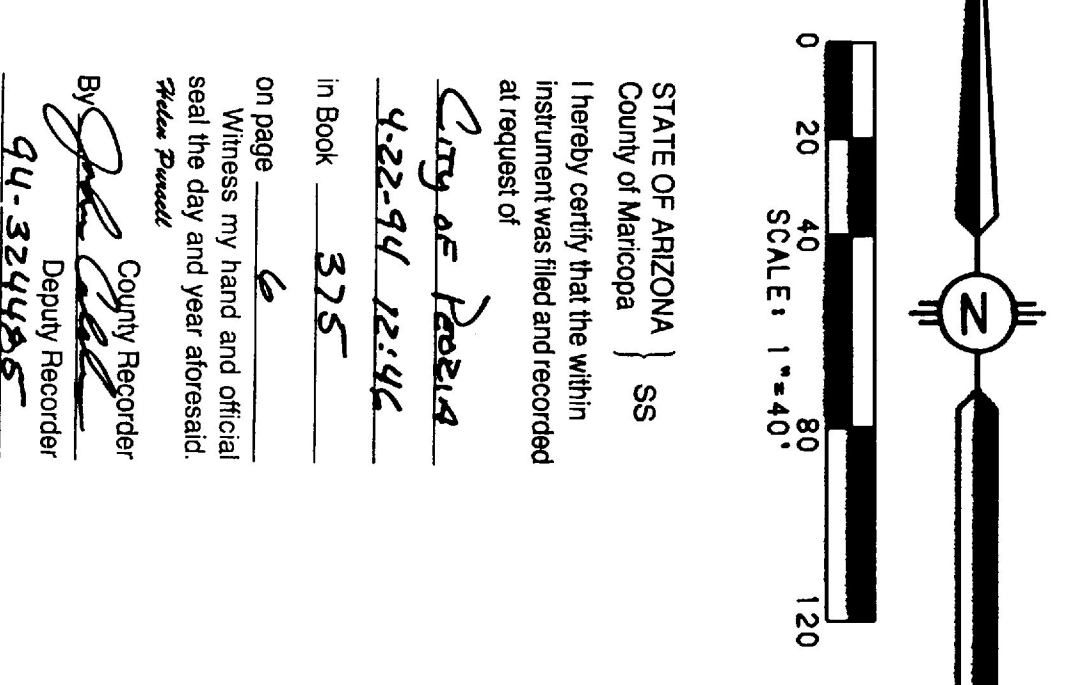 N
0 20 40 80 120
SCALE: 1"=40'
STATE OF ARIZONA } SS
County of Maricopa
I hereby certify that the within
instrument was filed and recorded
at request of
City of Peoria
4-22-94 12:46
in Book 375
on page 6
Witness my hand and official
seal the day and year aforesaid.
Helen Purcell
County Recorder
By
Deputy Recorder
94-324485